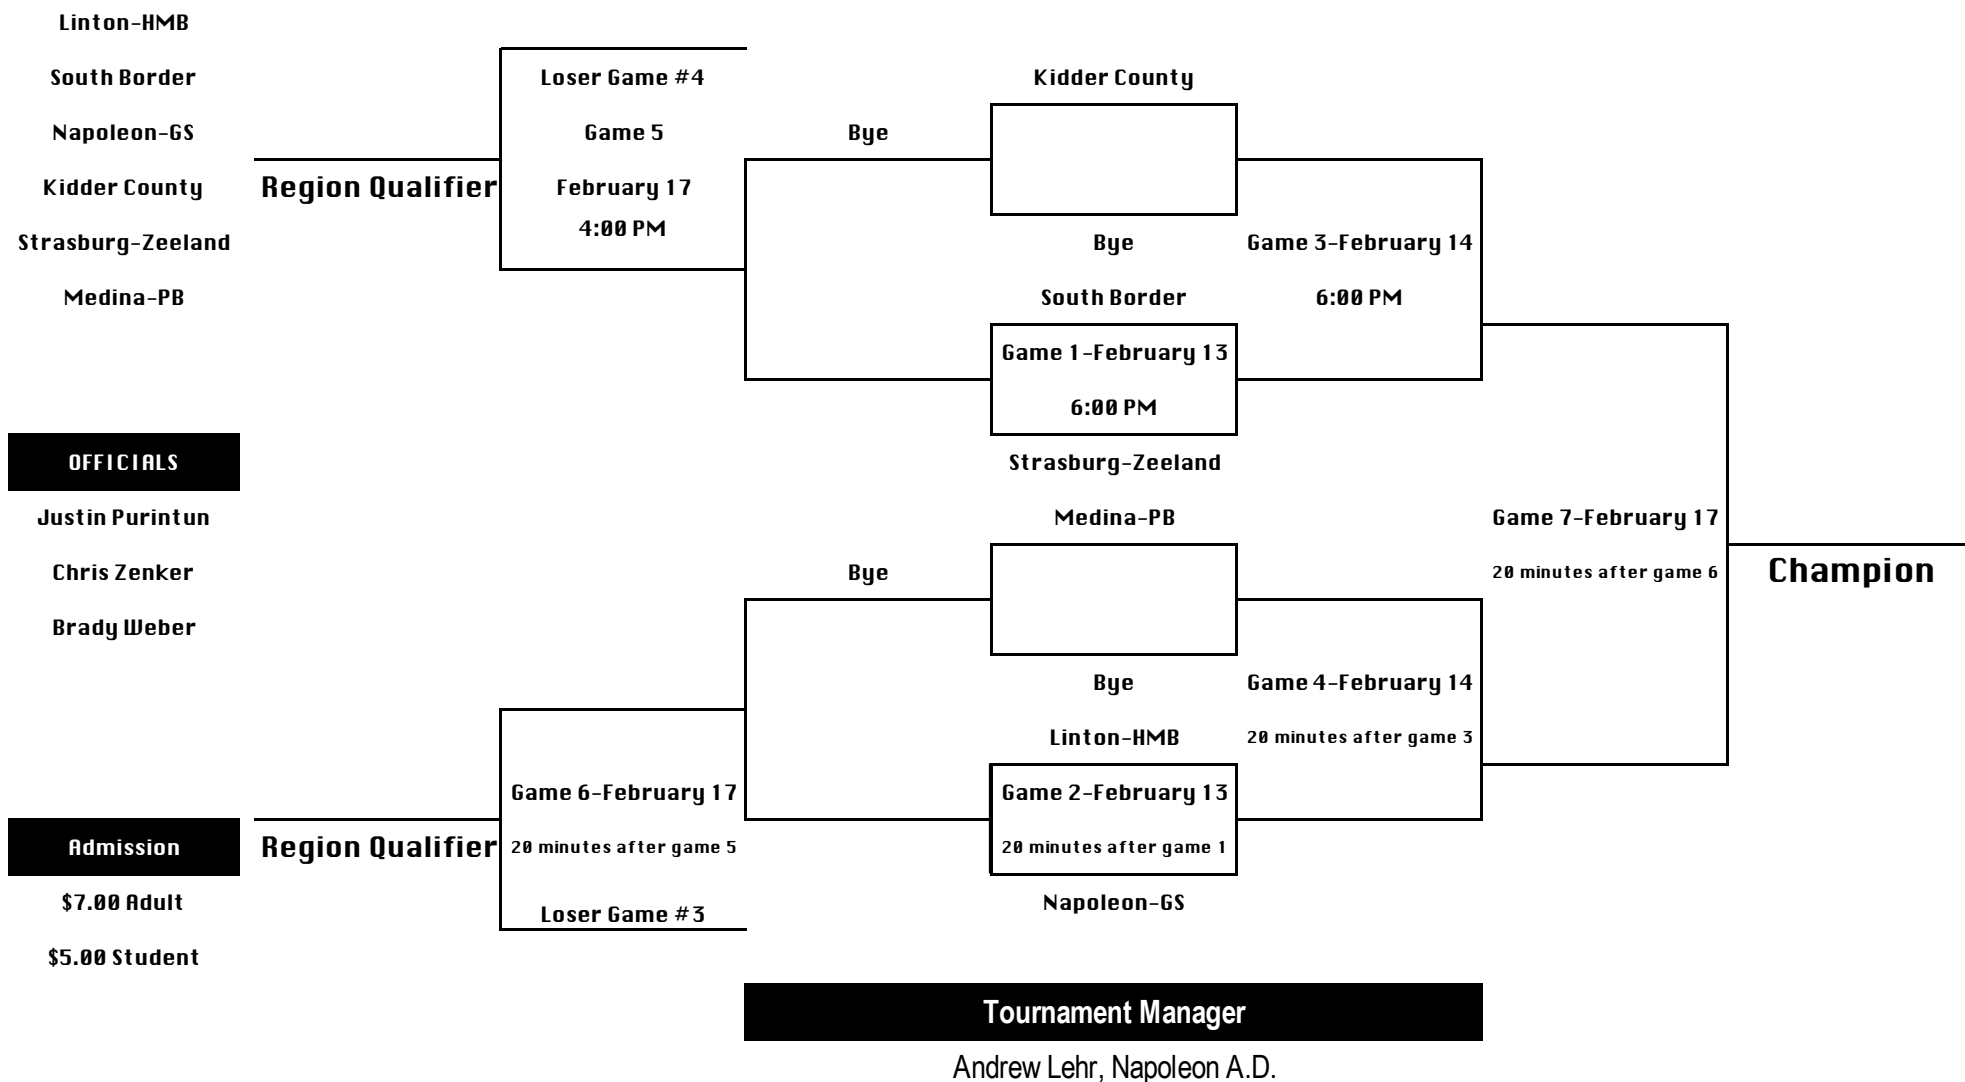 Linton-HMB
South Border
Napoleon-GS
Kidder County
Strasburg-Zeeland
Medina-PB
OFFICIALS
Justin Purintun
Chris Zenker
Brady Weber
Admission
$7.00 Adult
$5.00 Student
Region Qualifier
Region Qualifier
Loser Game #4
Game 5
February 17
4:00 PM
Game 6-February 17
20 minutes after game 5
Loser Game #3
Bye
Bye
Kidder County
Bye
South Border
Game 1-February 13
6:00 PM
Strasburg-Zeeland
Medina-PB
Bye
Linton-HMB
Game 2-February 13
20 minutes after game 1
Napoleon-GS
Game 3-February 14
6:00 PM
Game 4-February 14
20 minutes after game 3
Game 7-February 17
20 minutes after game 6
Champion
Tournament Manager
Andrew Lehr, Napoleon A.D.